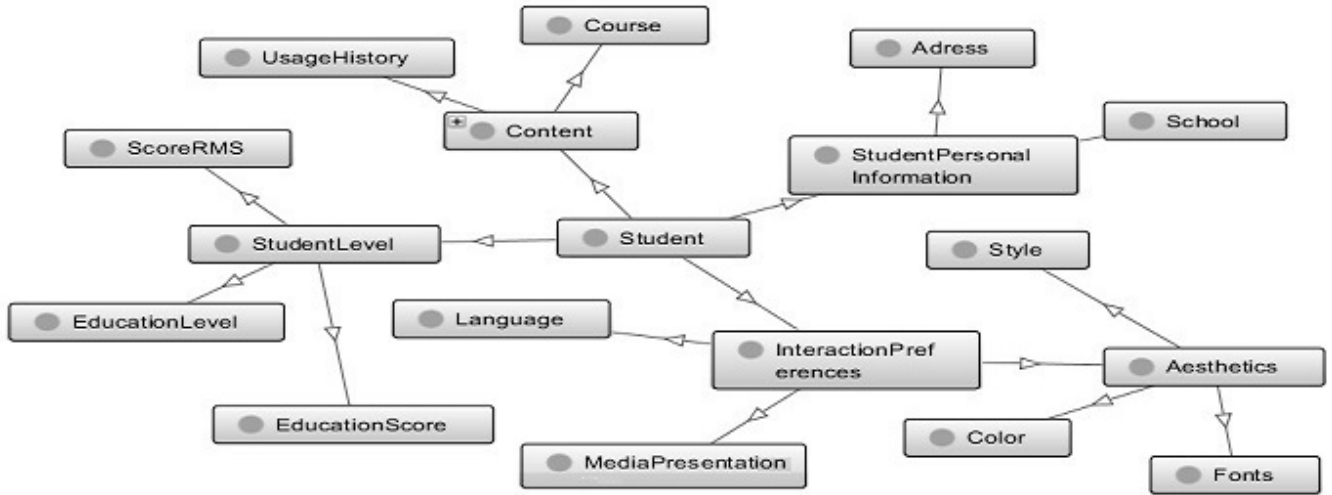 Course
UsageHistory
Adress
Content
School
ScoreRMS
StudentPersonal
Information
Student
StudentLevel
Style
EducationLevel
Language
InteractionPref
erences
Aesthetics
EducationScore
Color
MediaPresentation
Fonts